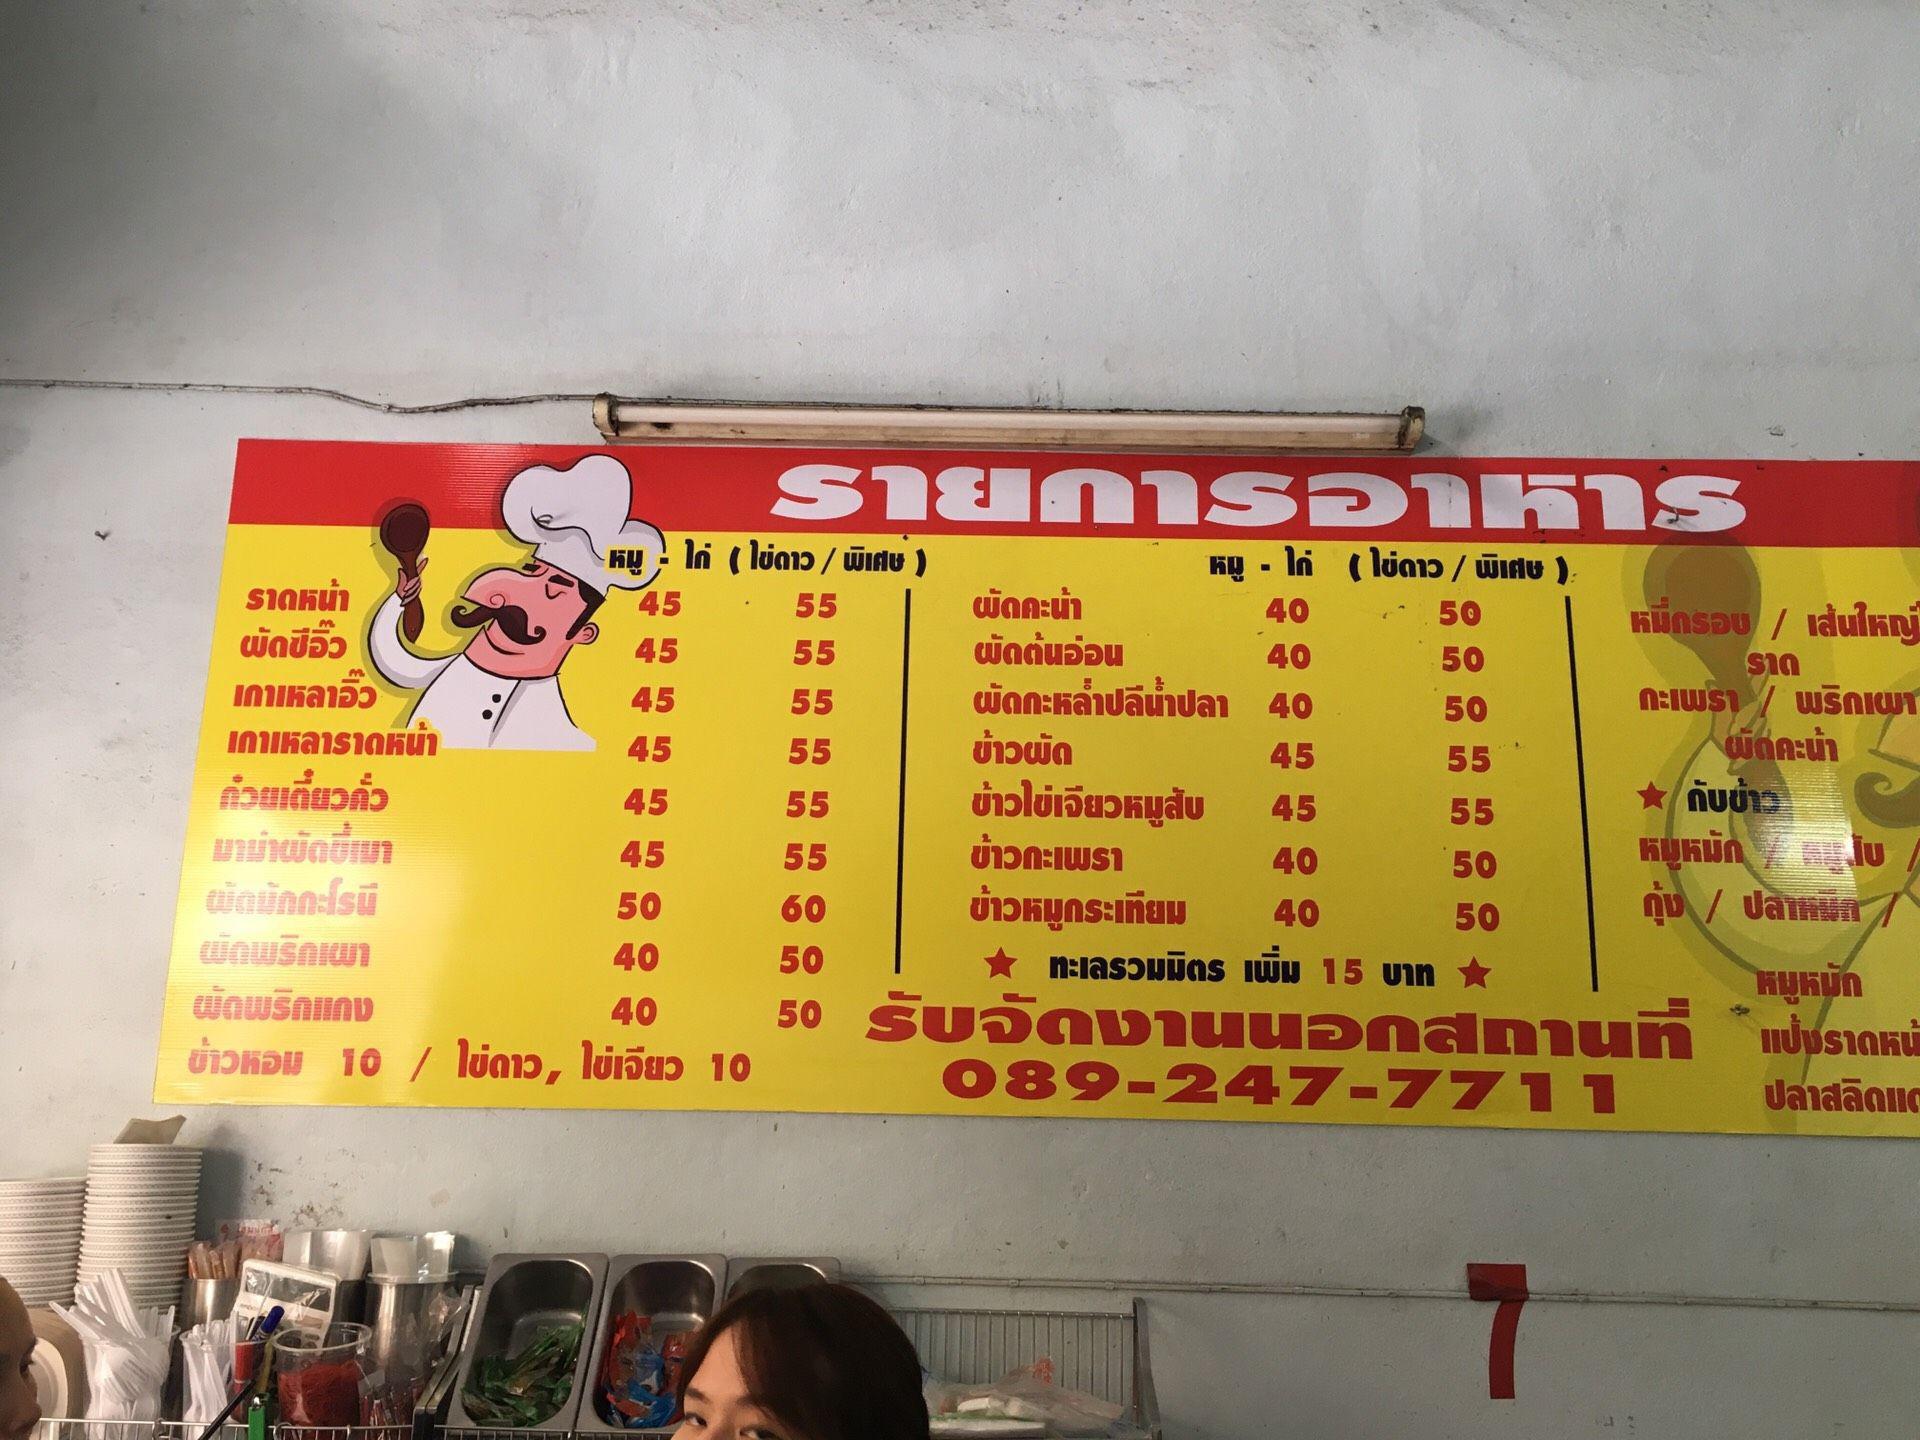 รายการอาหาร
หมู - ไก่ ( ไข่ดาว / พิเศษ )
ราดหน้า 45 55
ผัดซีอิ๊ว 45 55
เกาเหลาอิ๊ว 45 55
เกาเหลาราดหน้า 45 55
ก๋วยเตี๋ยวคั่ว 45 55
มาม่าผัดขี้เมา 45 55
ผัดมักกะโรนี 50 60
ผัดพริกเผา 40 50
ผัดพริกแกง 40 50
ข้าวหอม 10 / ไข่ดาว, ไข่เจียว 10
หมู - ไก่ ( ไข่ดาว / พิเศษ )
ผัดคะน้า 40 50
ผัดต้นอ่อน 40 50
ผัดกะหล่ำปลีน้ำปลา 40 50
ข้าวผัด 45 55
ข้าวไข่เจียวหมูสับ 45 55
ข้าวกะเพรา 40 50
ข้าวหมูกระเทียม 40 50
★ ทะเลรวมมิตร เพิ่ม 15 บาท ★
รับจัดงานนอกสถานที่
089-247-7711
หมี่กรอบ / เส้นใหญ่
ราด
กะเพรา / พริกเผา
ผัดคะน้า
★ กับข้าว
หมูหมัก / หมูสับ /
กุ้ง / ปลาหมึก /
หมูหมัก
แป้งราดหน้
ปลาสลิดแด
7